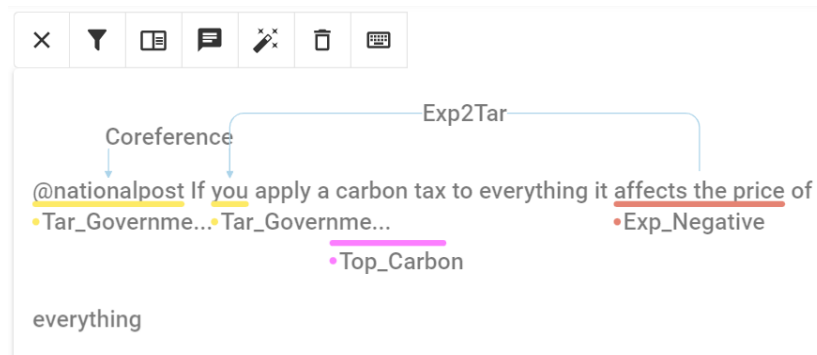 Exp2Tar
Coreference
@nationalpost If you apply a carbon tax to everything it affects the price of
Tar_Governme... Tar_Governme... Exp_Negative
Top_Carbon
everything